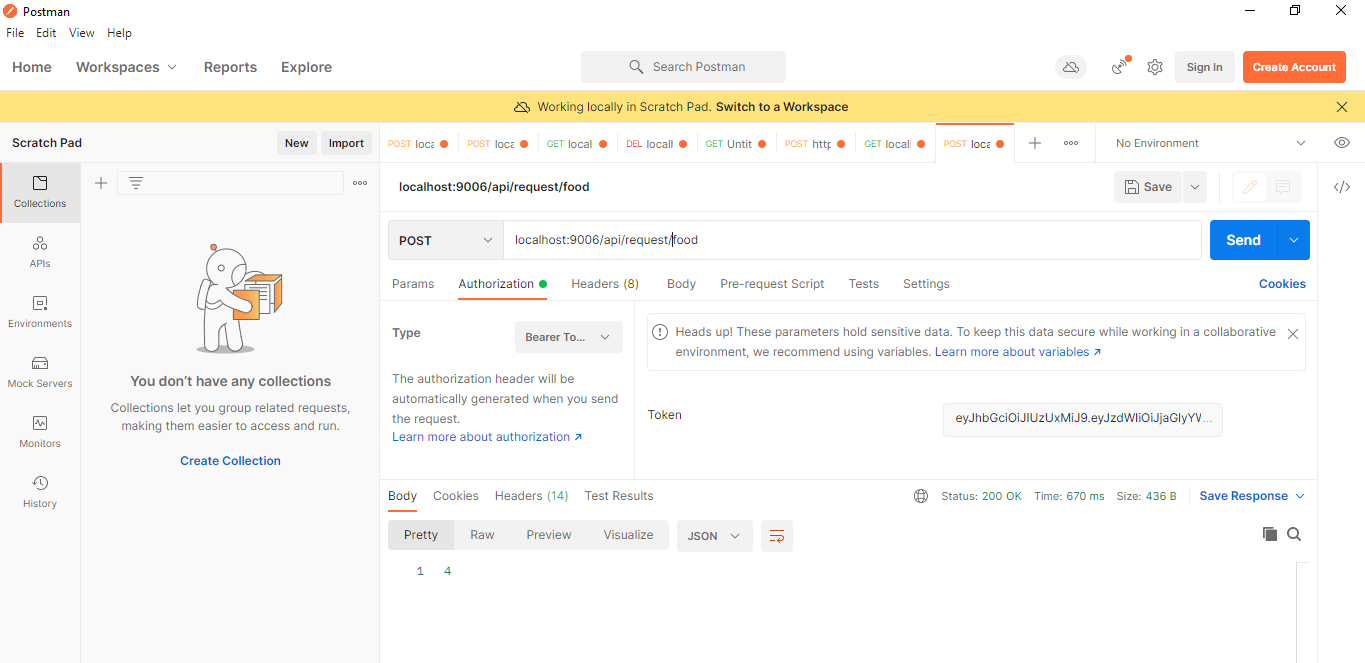 Postman
File Edit View Help
Home Workspaces Reports Explore Search Postman Sign In Create Account
Working locally in Scratch Pad. Switch to a Workspace
Scratch Pad New Import
POST loca POST loca GET local DEL locall GET Untit POST http GET locall POST loca No Environment
Collections
APIs
Environments
Mock Servers
Monitors
History
You don't have any collections
Collections let you group related requests,
making them easier to access and run.
Create Collection
localhost:9006/api/request/food Save
POST localhost:9006/api/request/food Send
Params Authorization Headers (8) Body Pre-request Script Tests Settings Cookies
Type Bearer To...
The authorization header will be
automatically generated when you send
the request.
Learn more about authorization ↗
Heads up! These parameters hold sensitive data. To keep this data secure while working in a collaborative
environment, we recommend using variables. Learn more about variables ↗
Token eyJhbGciOiJIUzUxMiJ9.eyJzdWIiOiJjaGlyYW...
Body Cookies Headers (14) Test Results Status: 200 OK Time: 670 ms Size: 436 B Save Response
Pretty Raw Preview Visualize JSON
1 4